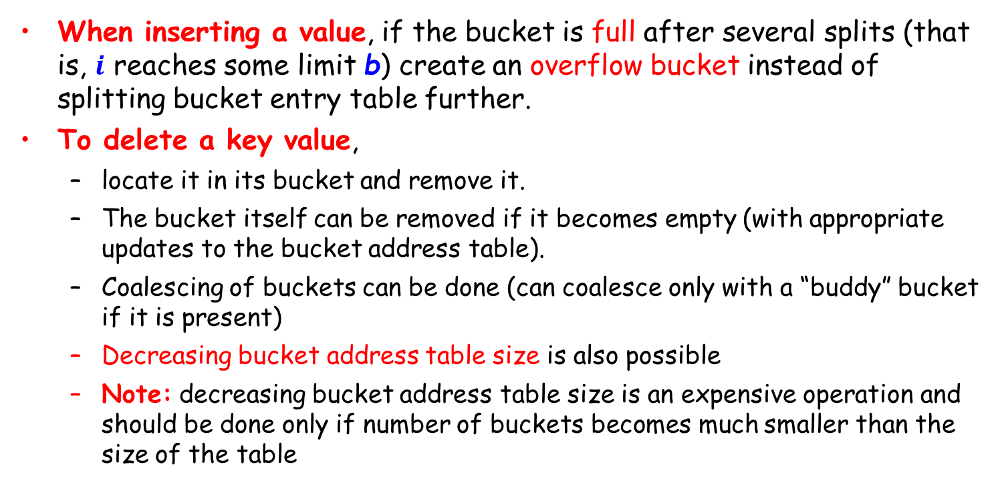 • When inserting a value, if the bucket is full after several splits (that
is, i reaches some limit b) create an overflow bucket instead of
splitting bucket entry table further.
• To delete a key value,
– locate it in its bucket and remove it.
– The bucket itself can be removed if it becomes empty (with appropriate
updates to the bucket address table).
– Coalescing of buckets can be done (can coalesce only with a “buddy” bucket
if it is present)
– Decreasing bucket address table size is also possible
– Note: decreasing bucket address table size is an expensive operation and
should be done only if number of buckets becomes much smaller than the
size of the table